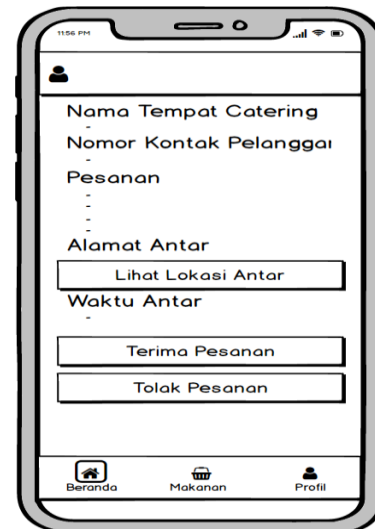 11:56 PM
Nama Tempat Catering
-
Nomor Kontak Pelanggar
-
Pesanan
-
-
-
-
Alamat Antar
Lihat Lokasi Antar
Waktu Antar
-
Terima Pesanan
Tolak Pesanan
Beranda
Makanan
Profil